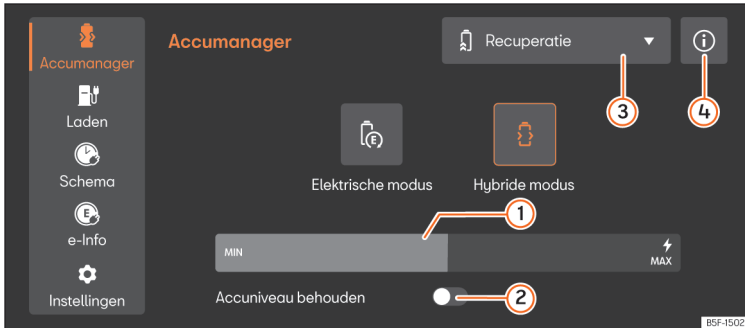 Accumanager
Laden
Schema
e-Info
Instellingen
Accumanager
Recuperatie
3
4
Elektrische modus
Hybride modus
1
MIN
MAX
Accuniveau behouden
2
B5F-1502